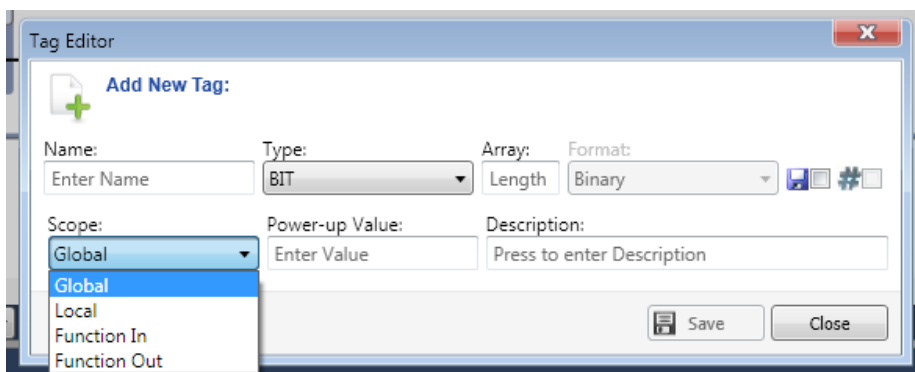 Tag Editor
Add New Tag:
Name: Type: Array: Format:
Enter Name BIT Length Binary #
Scope: Power-up Value: Description:
Global Enter Value Press to enter Description
Global
Local
Function In
Function Out
Save Close